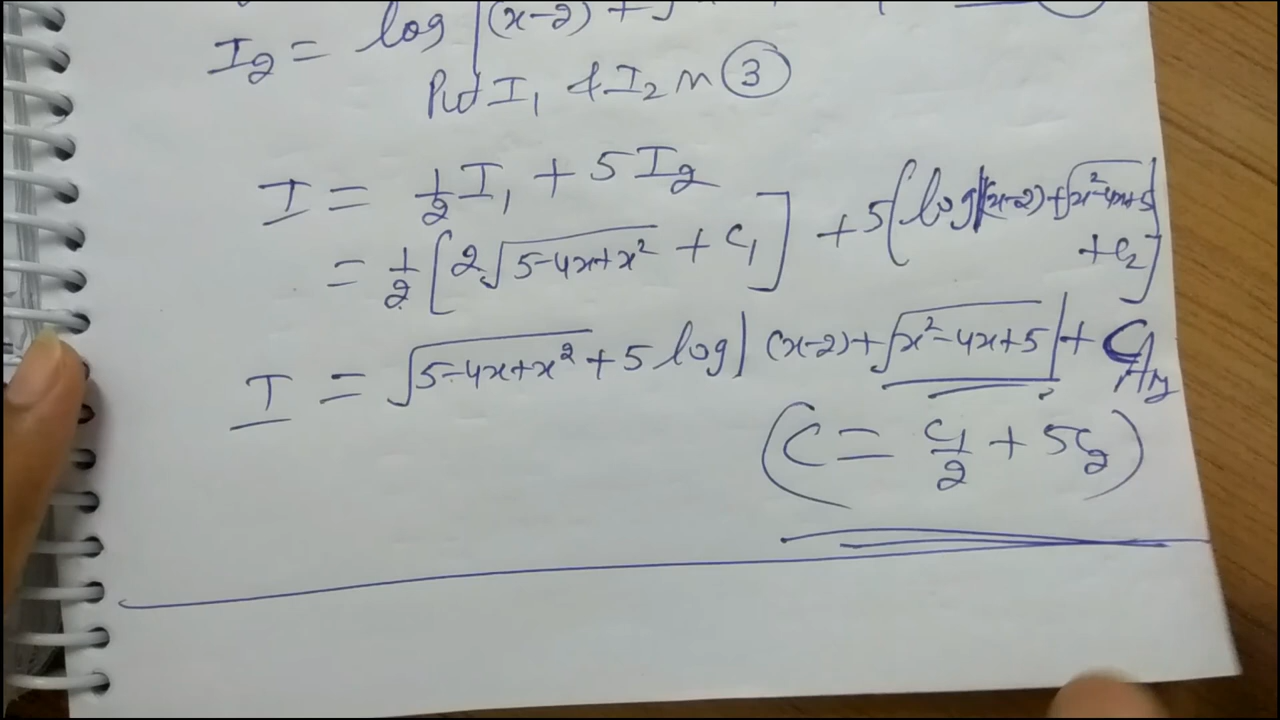 I₂ = log |(x-2) + √
Put I₁ & I₂ in ③
I = 1/2 I₁ + 5 I₂
= 1/2 [2√(5-4x+x²) + C₁] + 5[log|(x-2)+√(x²-4x+5)| + C₂]
I = √(5-4x+x²) + 5 log|(x-2)+√(x²-4x+5)| + C
(C = C₁/2 + 5C₂)